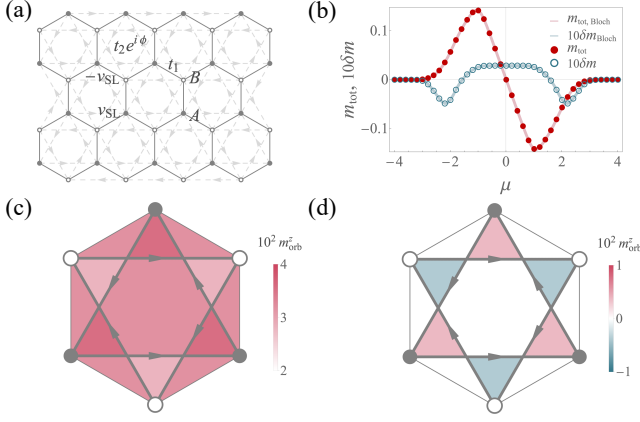 (a)
t₂e^{iϕ}
t₁
−v_SL
B
v_SL
A
(b)
m_tot, 10δm
0.1
0
−0.1
−4 −2 0 2 4
μ
m_tot, Bloch
10δm_Bloch
m_tot
10δm
(c)
10² m^z_orb
4
3
2
(d)
10² m^z_orb
1
0
−1